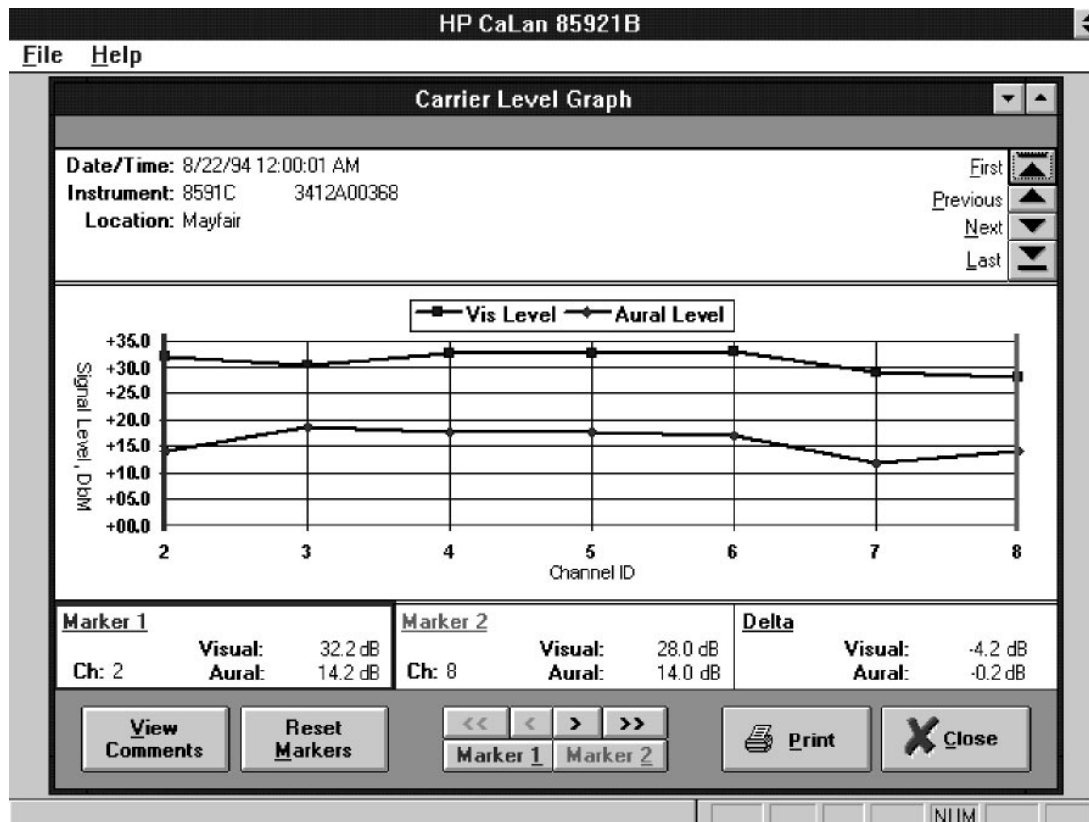 HP CaLan 85921B
File Help
Carrier Level Graph
Date/Time: 8/22/94 12:00:01 AM
Instrument: 8591C 3412A00368
Location: Mayfair
First
Previous
Next
Last
Vis Level Aural Level
Signal Level, DbM
+35.0
+30.0
+25.0
+20.0
+15.0
+10.0
+05.0
+00.0
2 3 4 5 6 7 8
Channel ID
Marker 1
Visual: 32.2 dB
Ch: 2 Aural: 14.2 dB
Marker 2
Visual: 28.0 dB
Ch: 8 Aural: 14.0 dB
Delta
Visual: -4.2 dB
Aural: -0.2 dB
View Comments
Reset Markers
<< < > >>
Marker 1 Marker 2
Print
Close
NUM